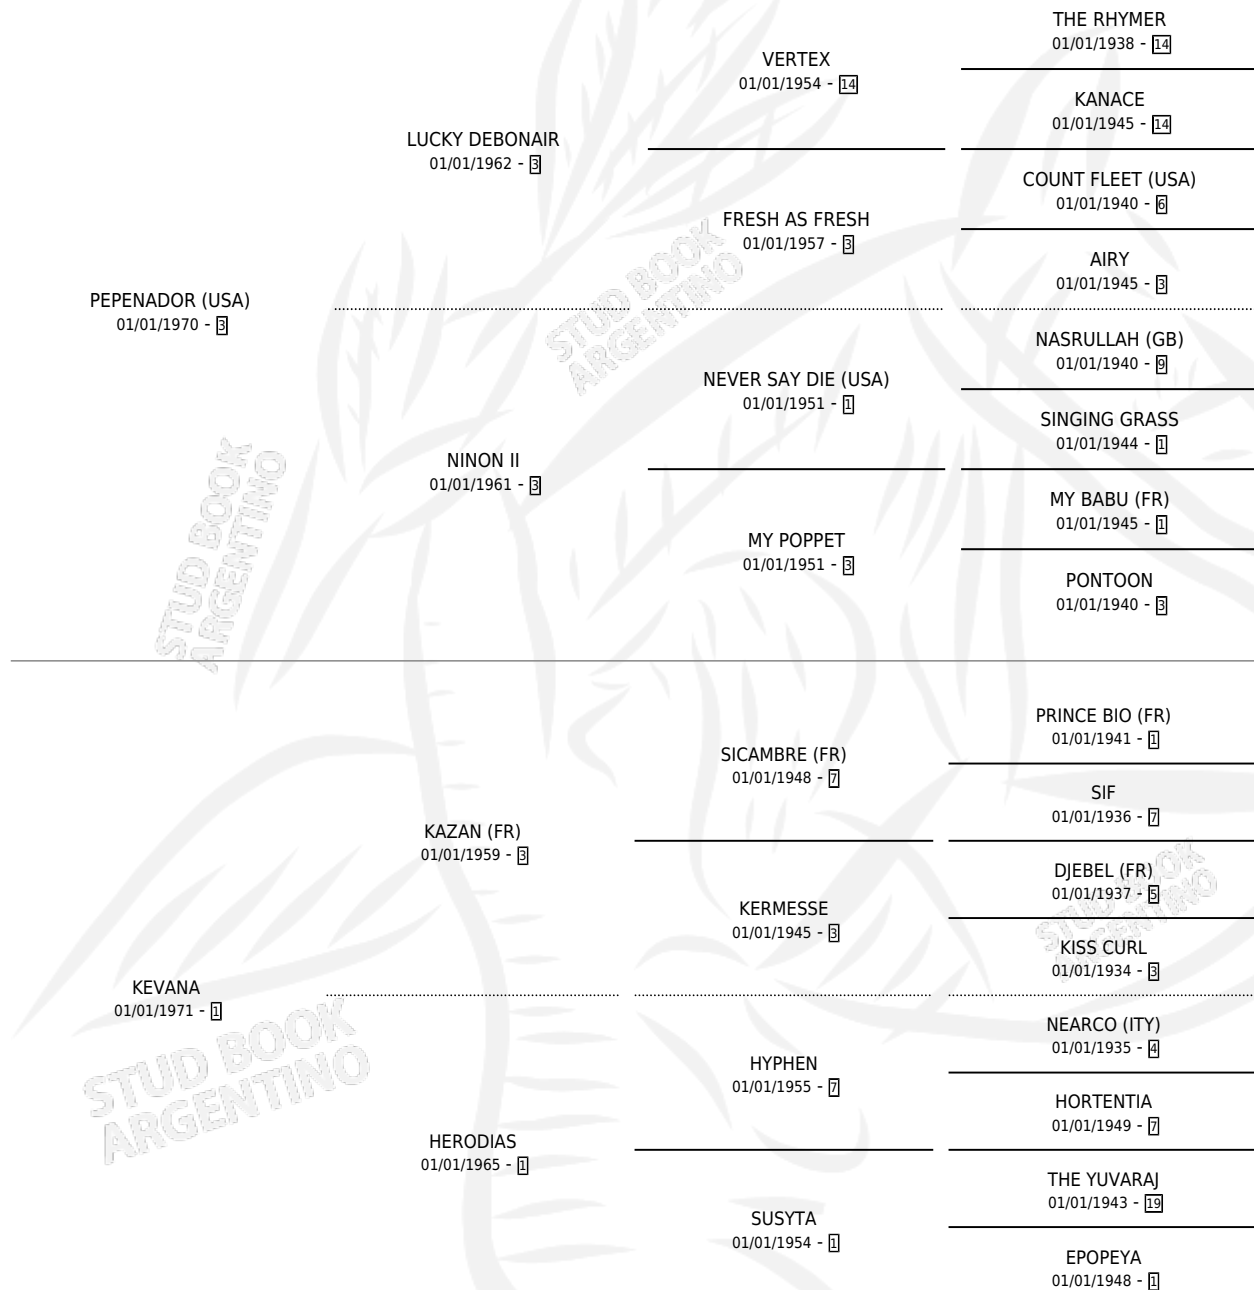 THE RHYMER
01/01/1938 - 14
VERTEX
01/01/1954 - 14
KANACE
01/01/1945 - 14
LUCKY DEBONAIR
01/01/1962 - 3
COUNT FLEET (USA)
01/01/1940 - 6
FRESH AS FRESH
01/01/1957 - 3
AIRY
01/01/1945 - 3
PEPENADOR (USA)
01/01/1970 - 3
STUD BOOK
ARGENTINO
NASRULLAH (GB)
01/01/1940 - 9
NEVER SAY DIE (USA)
01/01/1951 - 1
SINGING GRASS
01/01/1944 - 1
NINON II
01/01/1961 - 3
MY BABU (FR)
01/01/1945 - 1
MY POPPET
01/01/1951 - 3
PONTOON
01/01/1940 - 3
STUD BOOK
ARGENTINO
PRINCE BIO (FR)
01/01/1941 - 1
SICAMBRE (FR)
01/01/1948 - 7
SIF
01/01/1936 - 7
KAZAN (FR)
01/01/1959 - 3
DJEBEL (FR)
01/01/1937 - 5
KERMESSE
01/01/1945 - 3
KISS CURL
01/01/1934 - 3
STUD BOOK
ARGENTINO
KEVANA
01/01/1971 - 1
STUD BOOK
ARGENTINO
NEARCO (ITY)
01/01/1935 - 4
HYPHEN
01/01/1955 - 7
HORTENTIA
01/01/1949 - 7
HERODIAS
01/01/1965 - 1
THE YUVARAJ
01/01/1943 - 19
SUSYTA
01/01/1954 - 1
EPOPEYA
01/01/1948 - 1